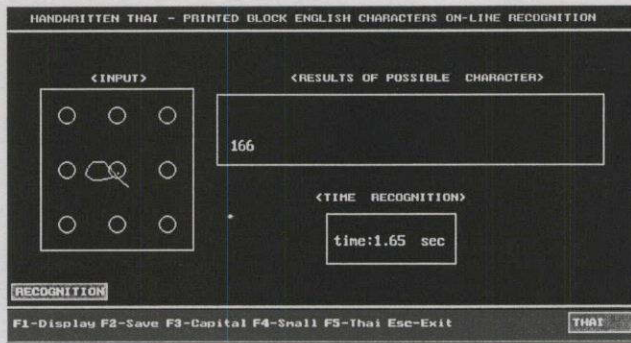 HANDWRITTEN THAI - PRINTED BLOCK ENGLISH CHARACTERS ON-LINE RECOGNITION
<INPUT>
<RESULTS OF POSSIBLE CHARACTER>
166
<TIME RECOGNITION>
time:1.65 sec
RECOGNITION
F1-Display F2-Save F3-Capital F4-Small F5-Thai Esc-Exit
THAI